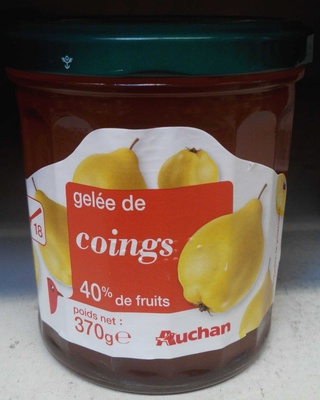 gelée de
coings
18
40% de fruits
poids net :
370g℮
Auchan